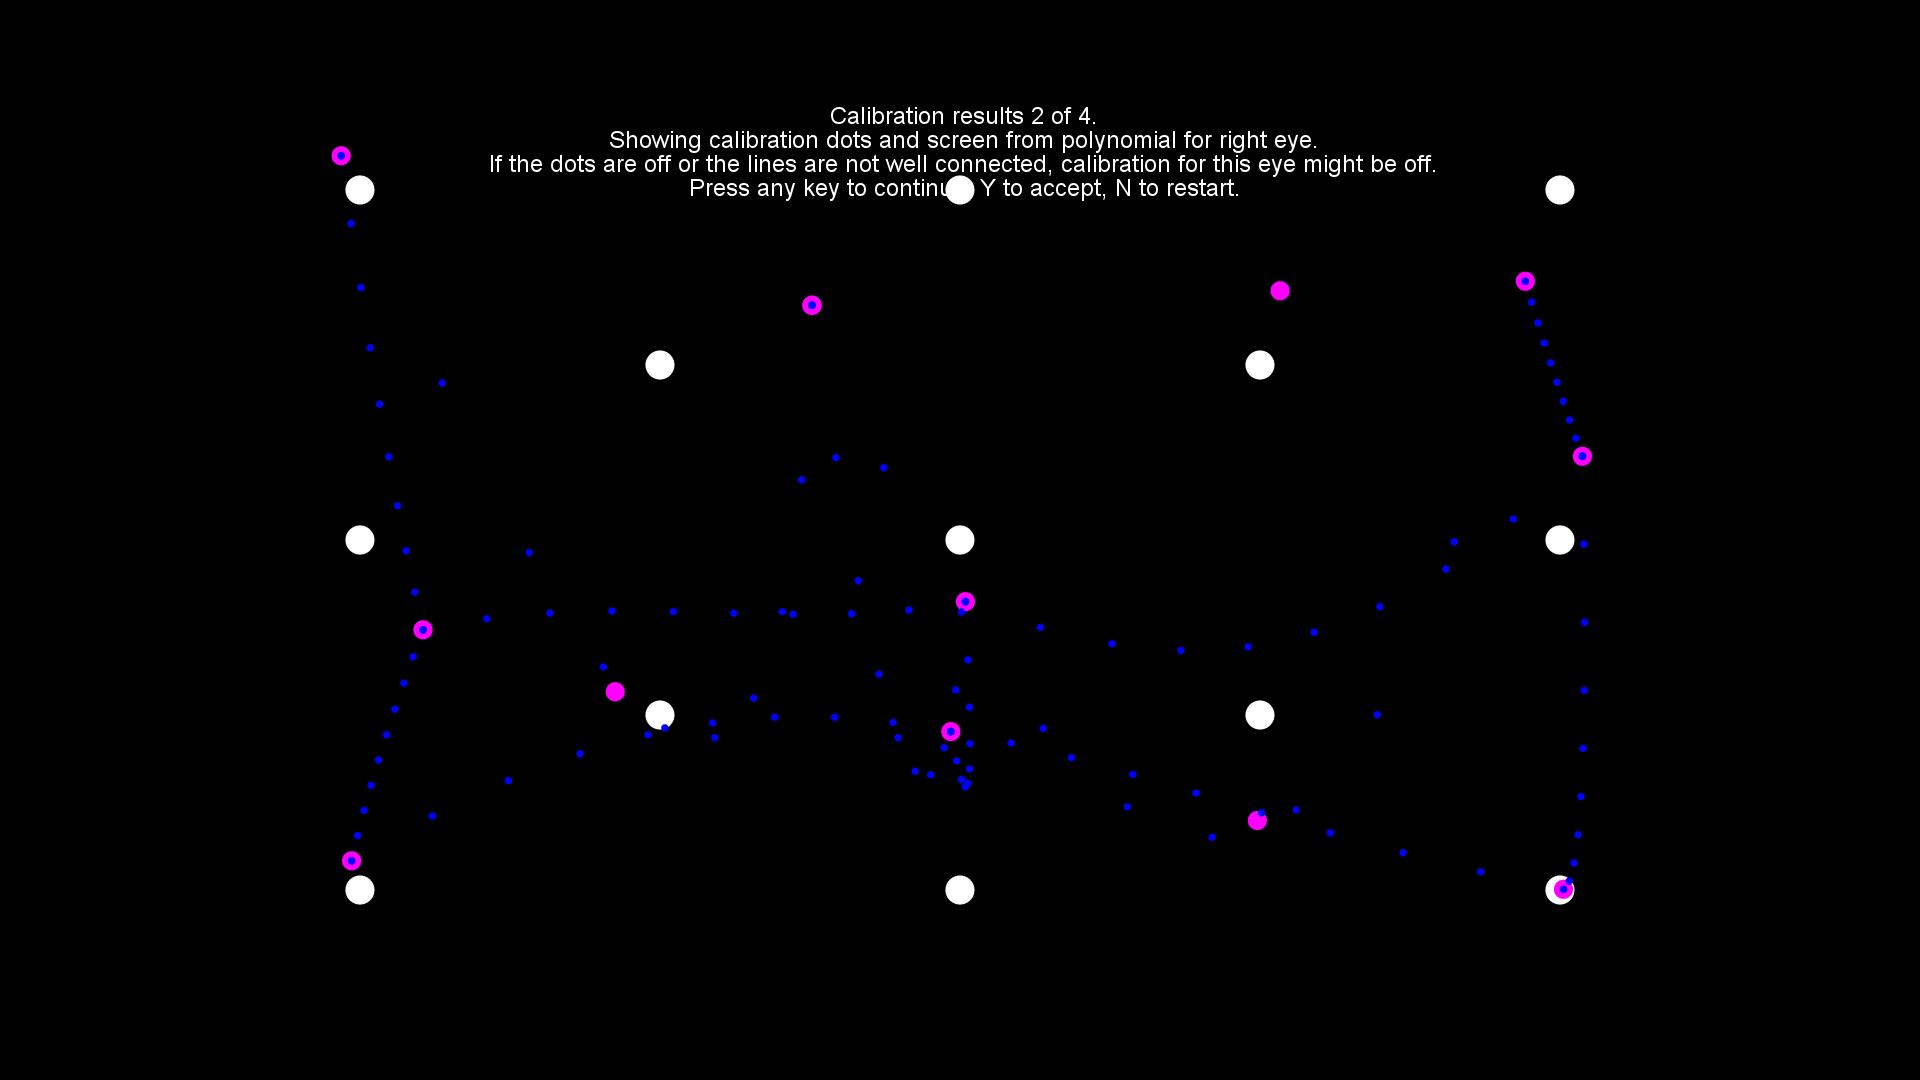 Calibration results 2 of 4.
Showing calibration dots and screen from polynomial for right eye.
If the dots are off or the lines are not well connected, calibration for this eye might be off.
Press any key to continu Y to accept, N to restart.